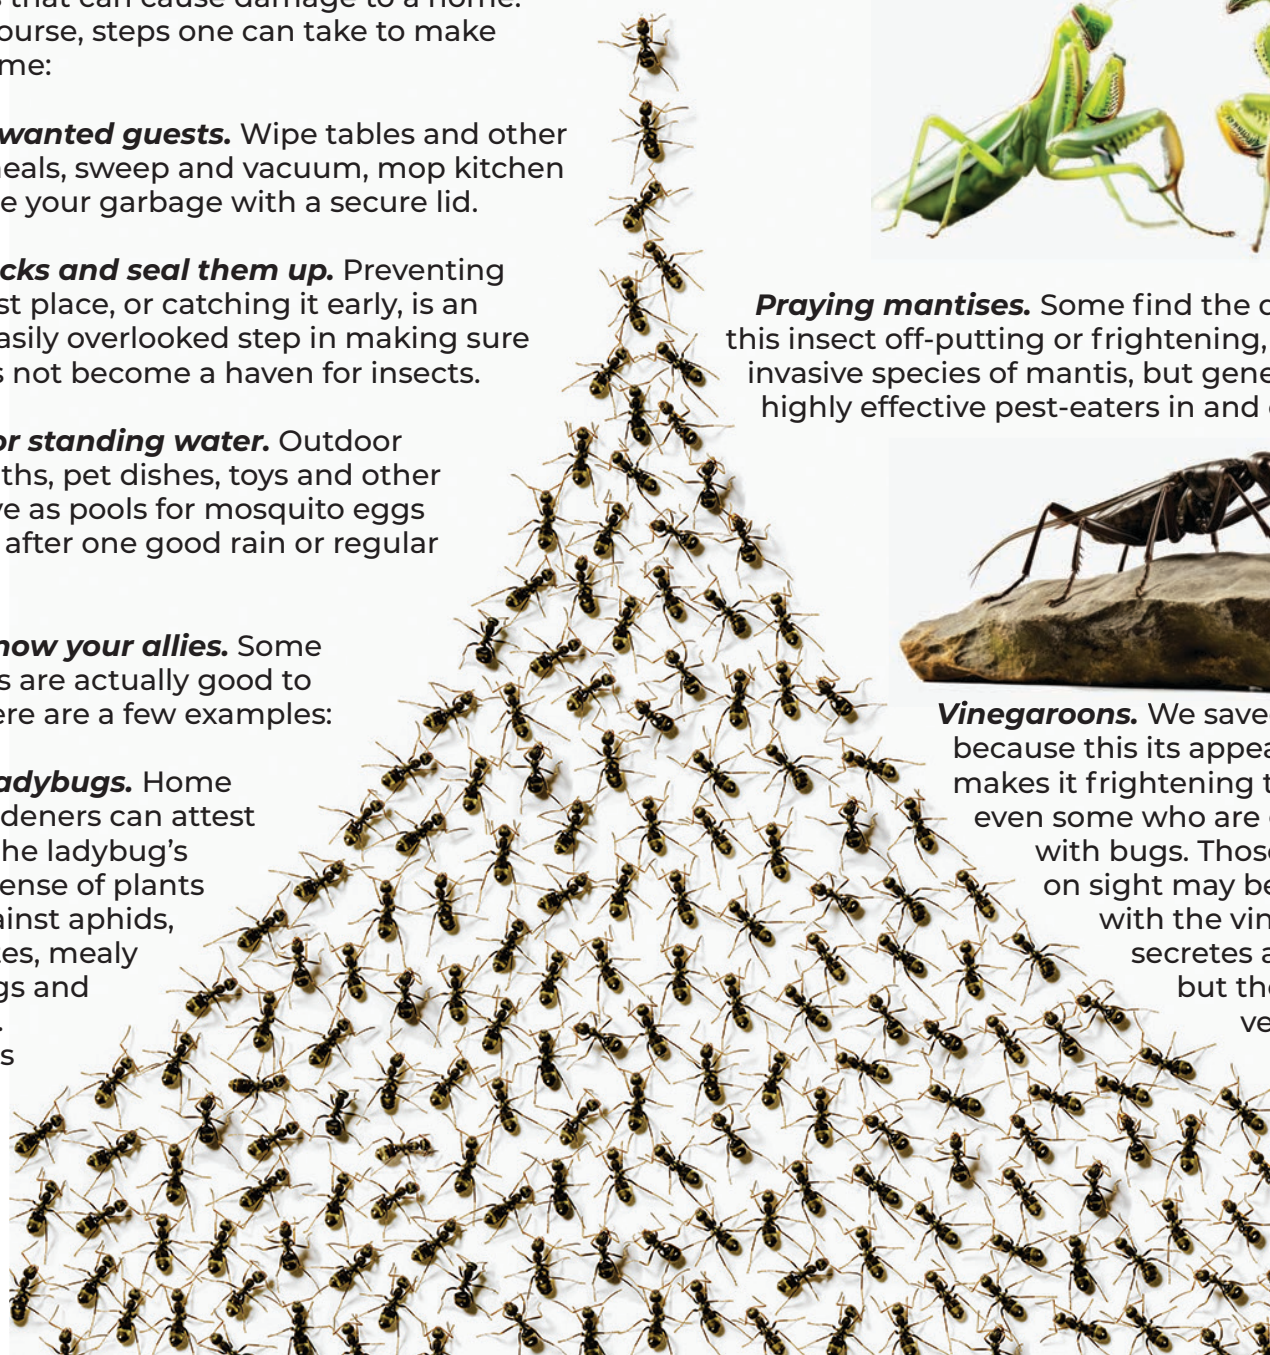 s that can cause damage to a home.
ourse, steps one can take to make
me:
wanted guests. Wipe tables and other
eals, sweep and vacuum, mop kitchen
e your garbage with a secure lid.
cks and seal them up. Preventing
st place, or catching it early, is an
asily overlooked step in making sure
s not become a haven for insects.
or standing water. Outdoor
ths, pet dishes, toys and other
ve as pools for mosquito eggs
after one good rain or regular
now your allies. Some
s are actually good to
ere are a few examples:
adybugs. Home
deners can attest
he ladybug's
ense of plants
ainst aphids,
tes, mealy
gs and
.
s
Praying mantises. Some find the
this insect off-putting or frightening,
invasive species of mantis, but gene
highly effective pest-eaters in and
Vinegaroons. We save
because this its appea
makes it frightening t
even some who are
with bugs. Those
on sight may be
with the vin
secretes a
but the
ve